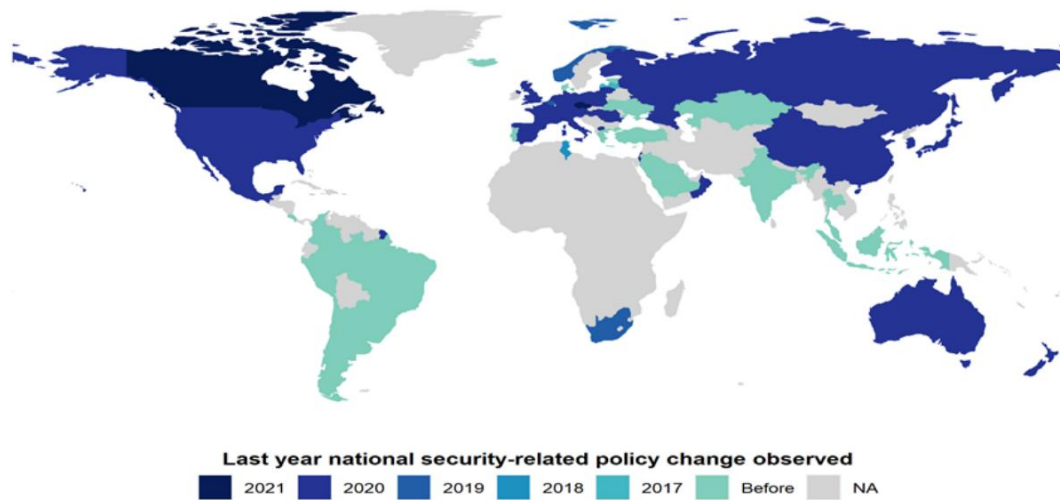 Last year national security-related policy change observed
2021 2020 2019 2018 2017 Before NA